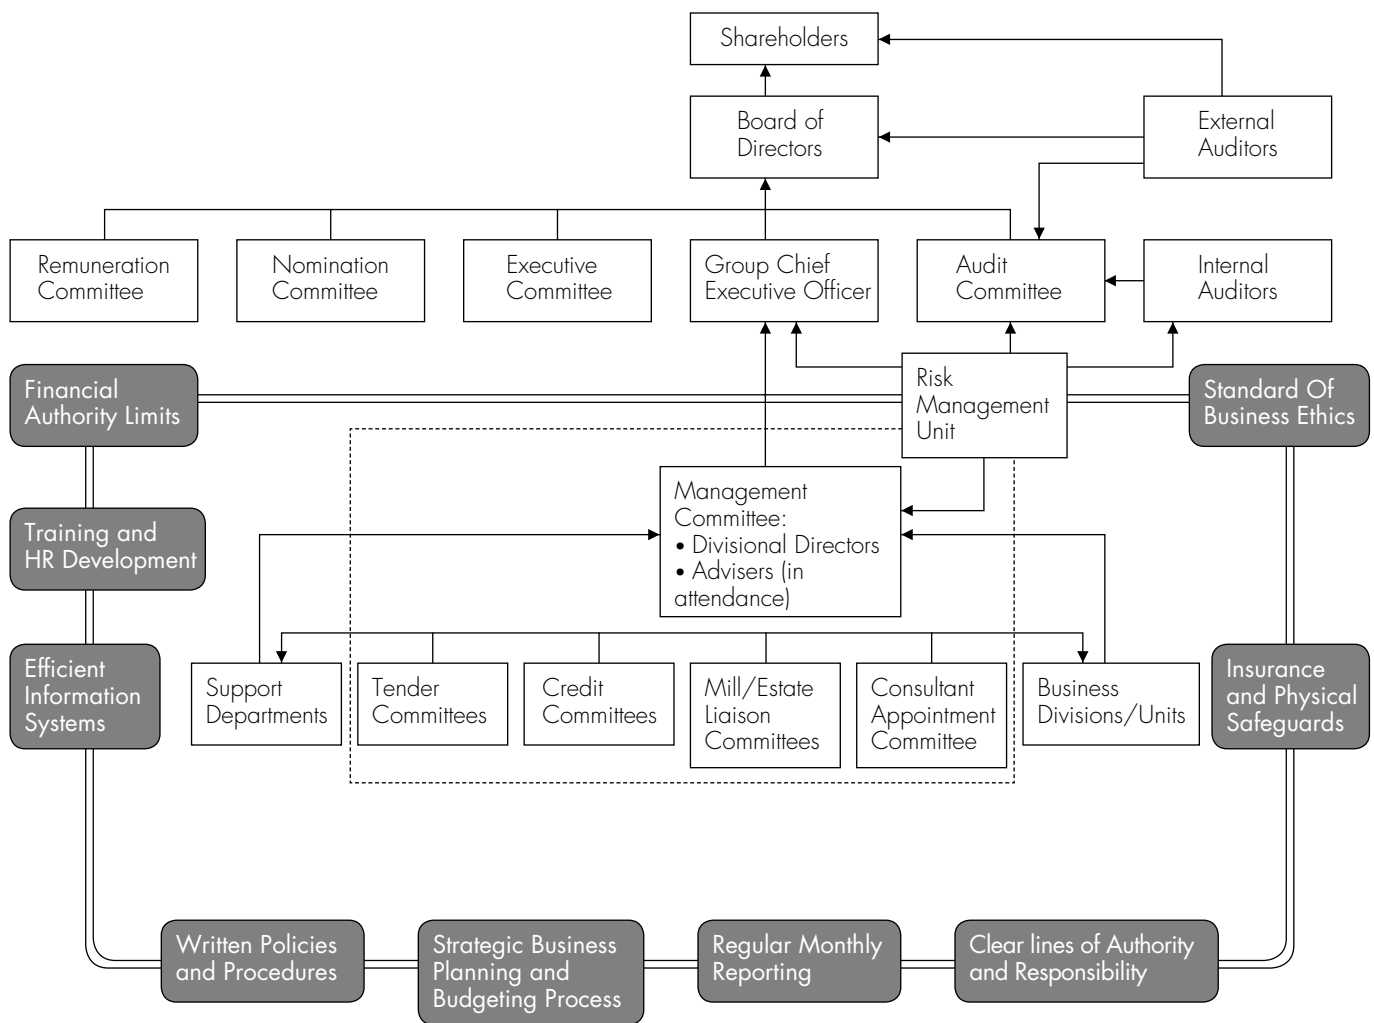 Shareholders
Board of
Directors
External
Auditors
Remuneration
Committee
Nomination
Committee
Executive
Committee
Group Chief
Executive Officer
Audit
Committee
Internal
Auditors
Financial
Authority Limits
Risk
Management
Unit
Standard Of
Business Ethics
Management
Committee:
• Divisional Directors
• Advisers (in
attendance)
Training and
HR Development
Efficient
Information
Systems
Support
Departments
Tender
Committees
Credit
Committees
Mill/Estate
Liaison
Committees
Consultant
Appointment
Committee
Business
Divisions/Units
Insurance
and Physical
Safeguards
Written Policies
and Procedures
Strategic Business
Planning and
Budgeting Process
Regular Monthly
Reporting
Clear lines of Authority
and Responsibility